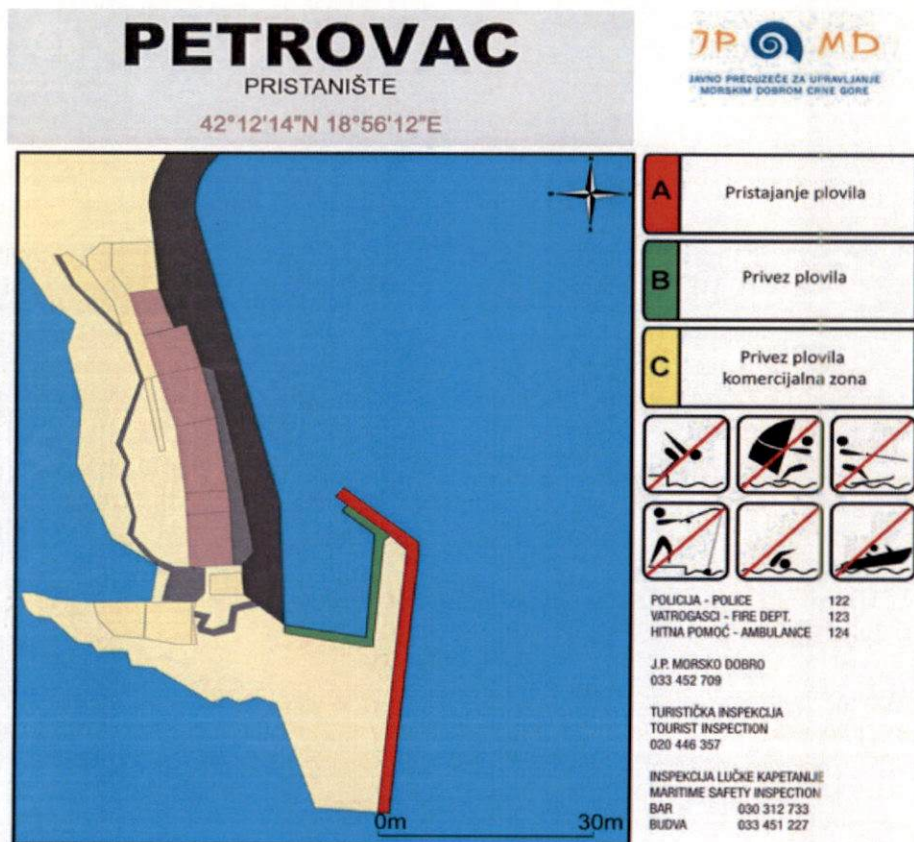 PETROVAC
PRISTANIŠTE
42°12'14"N 18°56'12"E
JP MD
JAVNO PREDUZEĆE ZA UPRAVLJANJE
MORSKIM DOBROM CRNE GORE
A Pristajanje plovila
B Privez plovila
C Privez plovila
komercijalna zona
POLICIJA - POLICE 122
VATROGASCI - FIRE DEPT. 123
HITNA POMOĆ - AMBULANCE 124
J.P. MORSKO DOBRO
033 452 709
TURISTIČKA INSPEKCIJA
TOURIST INSPECTION
020 446 357
INSPEKCIJA LUČKE KAPETANIJE
MARITIME SAFETY INSPECTION
BAR 030 312 733
BUDVA 033 451 227
0m 30m